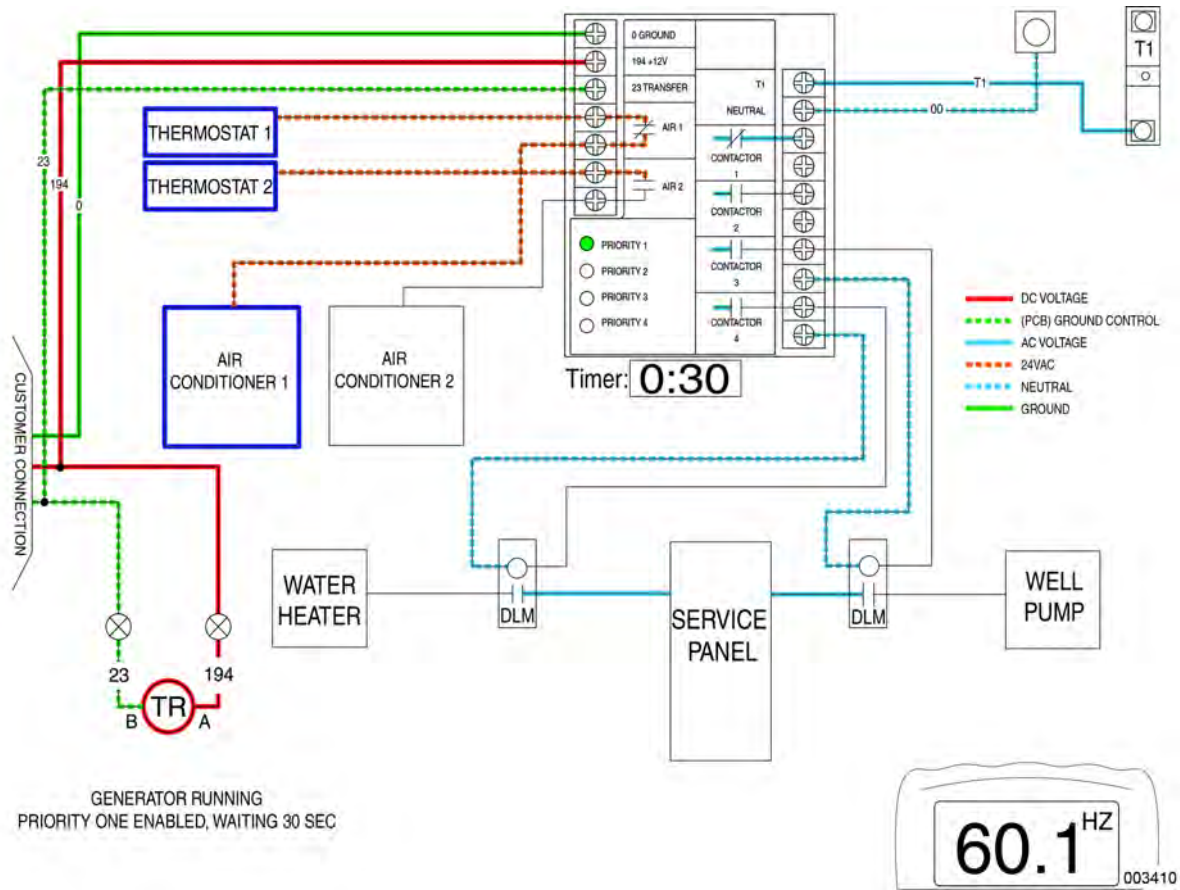 0 GROUND
194 +12V
23 TRANSFER
AIR 1
AIR 2
T1
NEUTRAL
CONTACTOR
1
CONTACTOR
2
CONTACTOR
3
CONTACTOR
4
PRIORITY 1
PRIORITY 2
PRIORITY 3
PRIORITY 4
Timer: 0:30
T1
00
T1
THERMOSTAT 1
THERMOSTAT 2
23
194
0
AIR
CONDITIONER 1
AIR
CONDITIONER 2
DC VOLTAGE
(PCB) GROUND CONTROL
AC VOLTAGE
24VAC
NEUTRAL
GROUND
CUSTOMER CONNECTION
WATER
HEATER
DLM
SERVICE
PANEL
DLM
WELL
PUMP
23
194
B
TR
A
GENERATOR RUNNING
PRIORITY ONE ENABLED, WAITING 30 SEC
60.1 HZ
003410